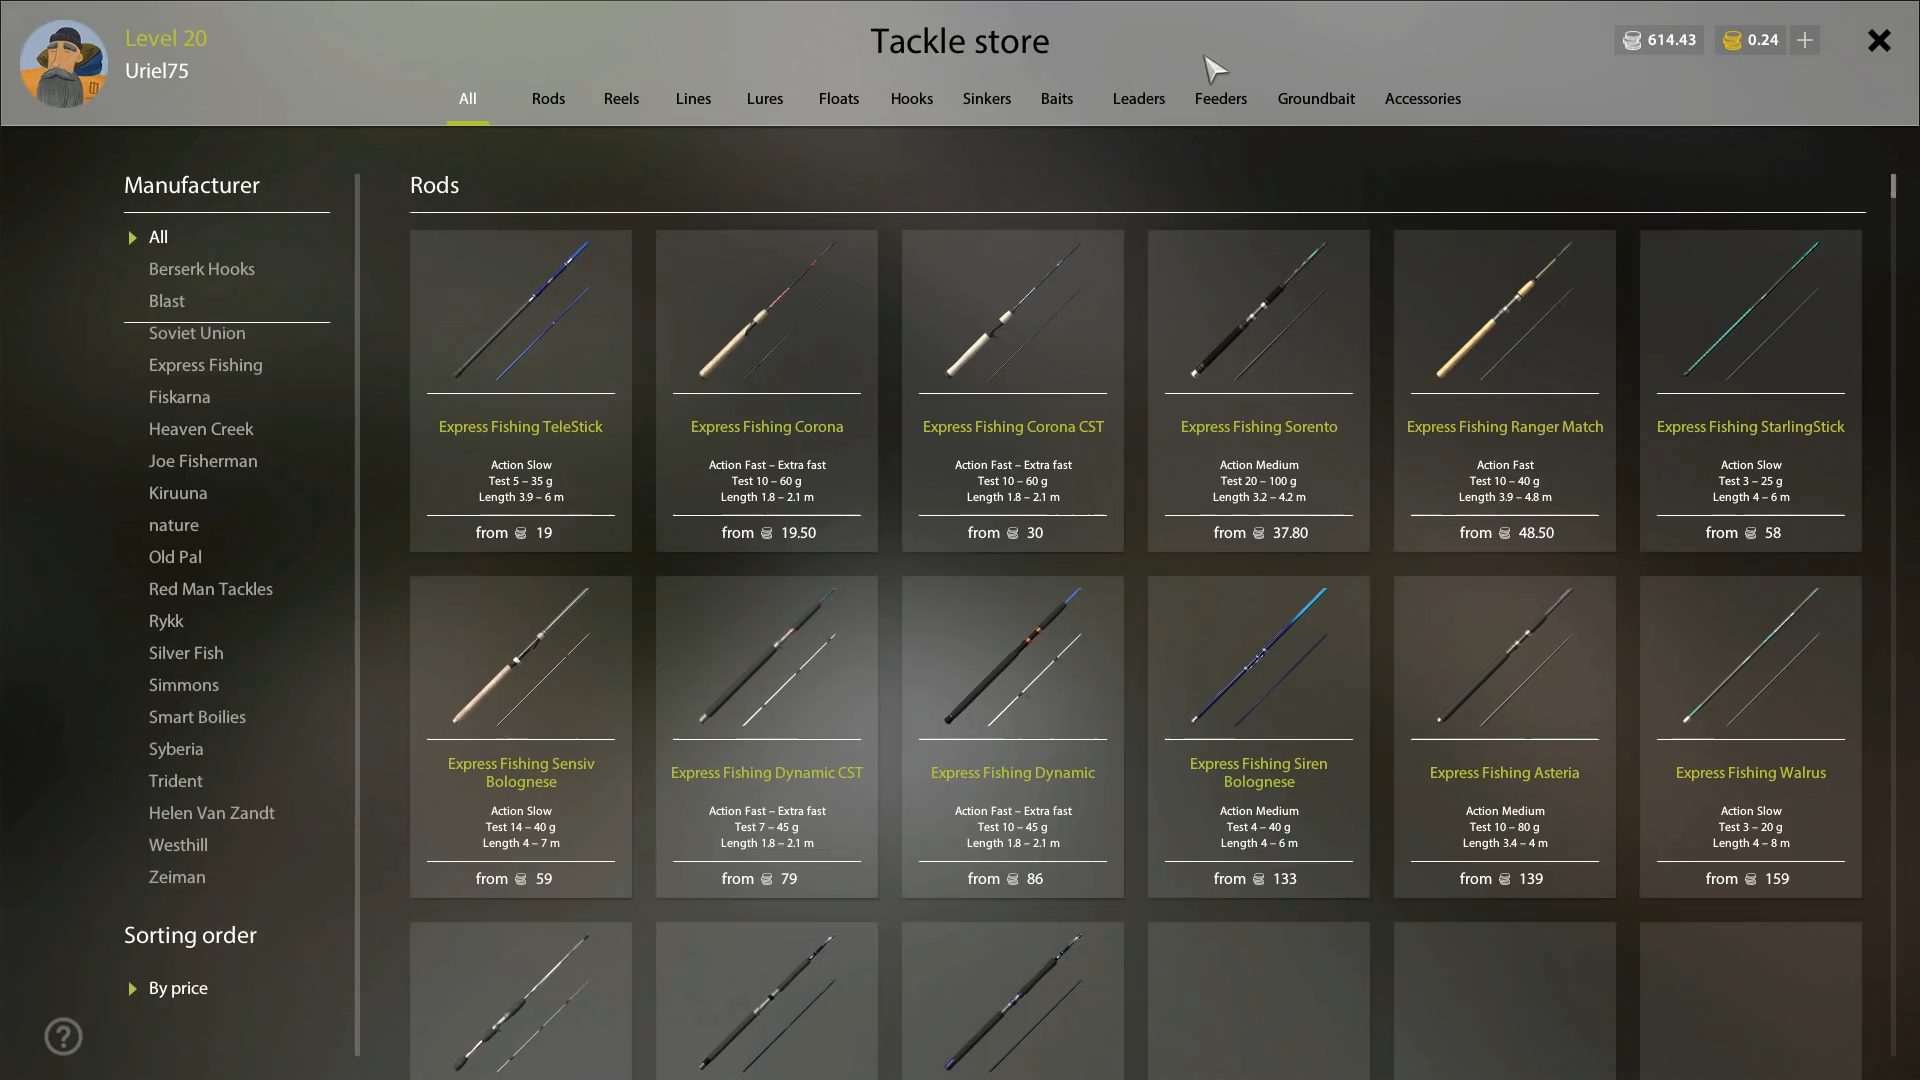 Level 20
Uriel75
Tackle store
614.43
0.24
All
Rods
Reels
Lines
Lures
Floats
Hooks
Sinkers
Baits
Leaders
Feeders
Groundbait
Accessories
Manufacturer
All
Berserk Hooks
Blast
Soviet Union
Express Fishing
Fiskarna
Heaven Creek
Joe Fisherman
Kiruuna
nature
Old Pal
Red Man Tackles
Rykk
Silver Fish
Simmons
Smart Boilies
Syberia
Trident
Helen Van Zandt
Westhill
Zeiman
Sorting order
By price
?
Rods
Express Fishing TeleStick
Action Slow
Test 5 – 35 g
Length 3.9 – 6 m
from 19
Express Fishing Corona
Action Fast – Extra fast
Test 10 – 60 g
Length 1.8 – 2.1 m
from 19.50
Express Fishing Corona CST
Action Fast – Extra fast
Test 10 – 60 g
Length 1.8 – 2.1 m
from 30
Express Fishing Sorento
Action Medium
Test 20 – 100 g
Length 3.2 – 4.2 m
from 37.80
Express Fishing Ranger Match
Action Fast
Test 10 – 40 g
Length 3.9 – 4.8 m
from 48.50
Express Fishing StarlingStick
Action Slow
Test 3 – 25 g
Length 4 – 6 m
from 58
Express Fishing Sensiv
Bolognese
Action Slow
Test 14 – 40 g
Length 4 – 7 m
from 59
Express Fishing Dynamic CST
Action Fast – Extra fast
Test 7 – 45 g
Length 1.8 – 2.1 m
from 79
Express Fishing Dynamic
Action Fast – Extra fast
Test 10 – 45 g
Length 1.8 – 2.1 m
from 86
Express Fishing Siren
Bolognese
Action Medium
Test 4 – 40 g
Length 4 – 6 m
from 133
Express Fishing Asteria
Action Medium
Test 10 – 80 g
Length 3.4 – 4 m
from 139
Express Fishing Walrus
Action Slow
Test 3 – 20 g
Length 4 – 8 m
from 159